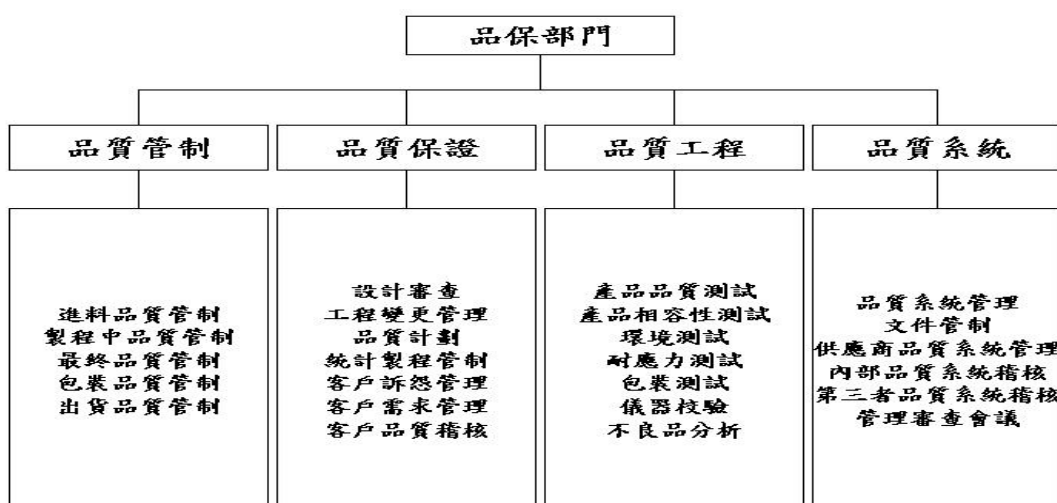 品保部門
品質管制
品質保證
品質工程
品質系統
進料品質管制
製程中品質管制
最終品質管制
包裝品質管制
出貨品質管制
設計審查
工程變更管理
品質計劃
統計製程管制
客戶訴怨管理
客戶需求管理
客戶品質稽核
產品品質測試
產品相容性測試
環境測試
耐應力測試
包裝測試
儀器校驗
不良品分析
品質系統管理
文件管制
供應商品質系統管理
內部品質系統稽核
第三者品質系統稽核
管理審查會議